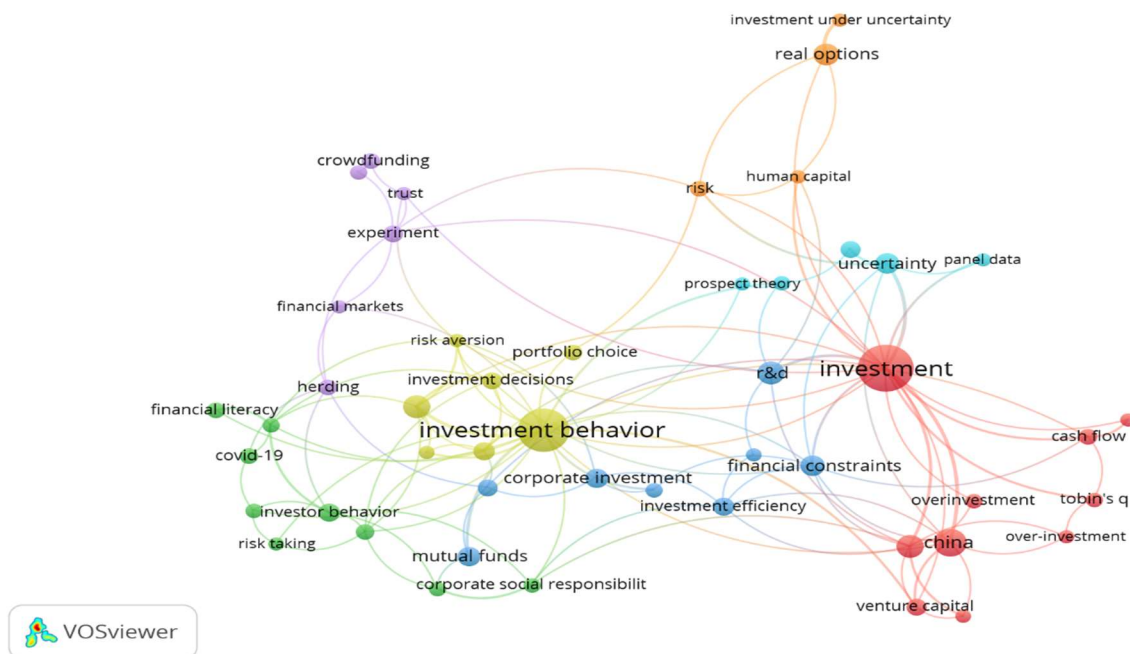 investment under uncertainty
real options
crowdfunding
trust
human capital
risk
experiment
uncertainty
panel data
prospect theory
financial markets
risk aversion
portfolio choice
investment
r&d
investment decisions
herding
financial literacy
investment behavior
cash flow
covid-19
financial constraints
corporate investment
overinvestment
tobin's q
investment efficiency
investor behavior
over-investment
risk taking
china
mutual funds
corporate social responsibilit
venture capital
VOSviewer